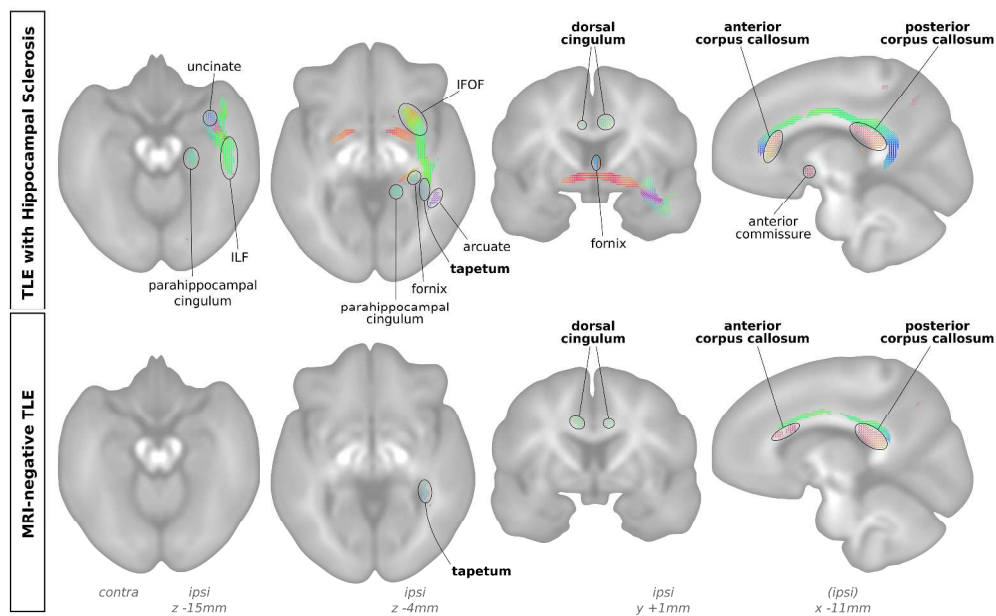 TLE with Hippocampal Sclerosis
uncinate
ILF
parahippocampal
cingulum
IFOF
arcuate
tapetum
fornix
parahippocampal
cingulum
dorsal
cingulum
fornix
anterior
corpus callosum
posterior
corpus callosum
anterior
commissure
MRI-negative TLE
tapetum
dorsal
cingulum
anterior
corpus callosum
posterior
corpus callosum
contra ipsi
z -15mm
ipsi
z -4mm
ipsi
y +1mm
(ipsi)
x -11mm